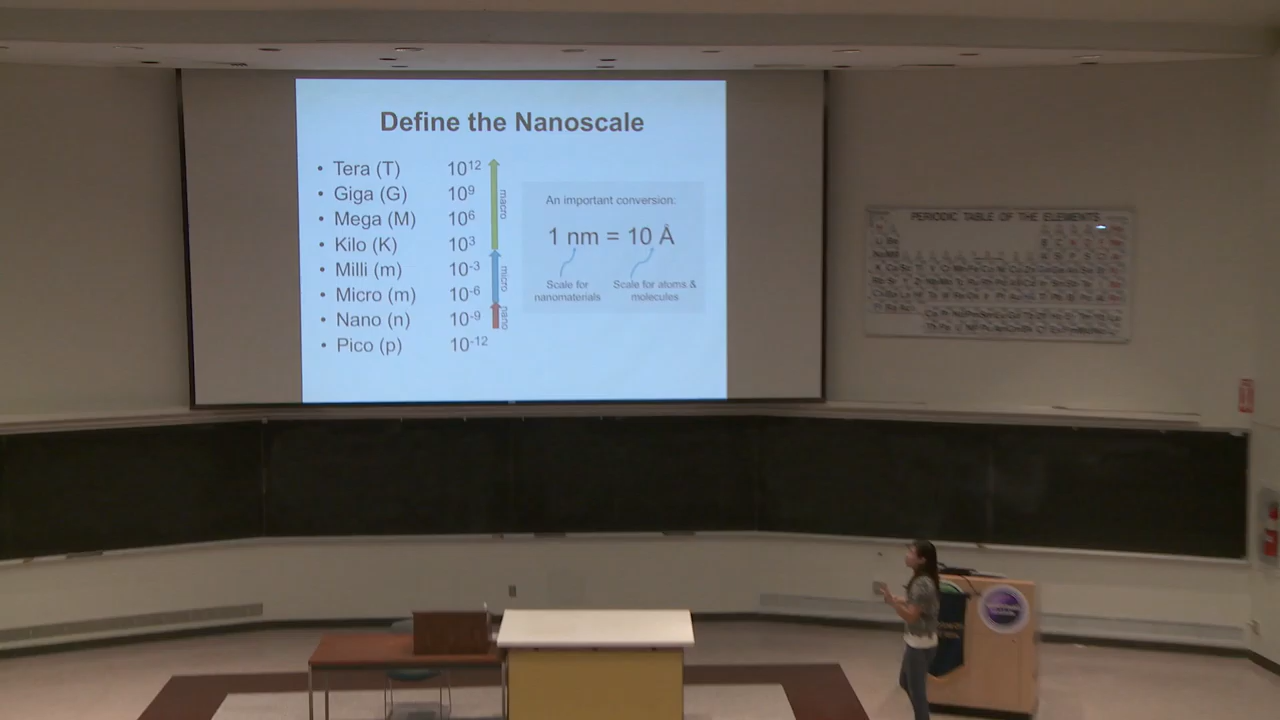 Define the Nanoscale
• Tera (T) 10¹²
• Giga (G) 10⁹
• Mega (M) 10⁶
• Kilo (K) 10³
• Milli (m) 10⁻³
• Micro (m) 10⁻⁶
• Nano (n) 10⁻⁹
• Pico (p) 10⁻¹²
macro
micro
nano
An important conversion:
1 nm = 10 Å
Scale for
nanomaterials
Scale for atoms &
molecules
PERIODIC TABLE OF THE ELEMENTS